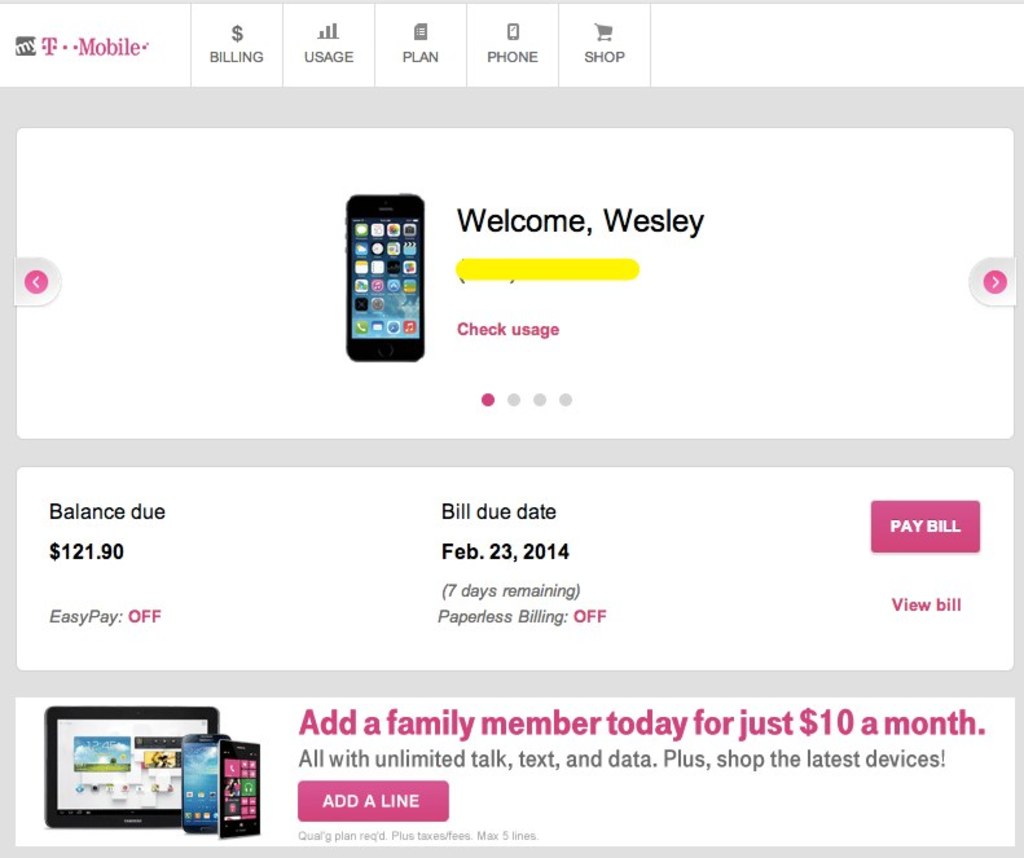 my T··Mobile·
$
BILLING
USAGE
PLAN
PHONE
SHOP
Welcome, Wesley
Check usage
Balance due
$121.90
EasyPay: OFF
Bill due date
Feb. 23, 2014
(7 days remaining)
Paperless Billing: OFF
PAY BILL
View bill
Add a family member today for just $10 a month.
All with unlimited talk, text, and data. Plus, shop the latest devices!
ADD A LINE
Qual'g plan req'd. Plus taxes/fees. Max 5 lines.